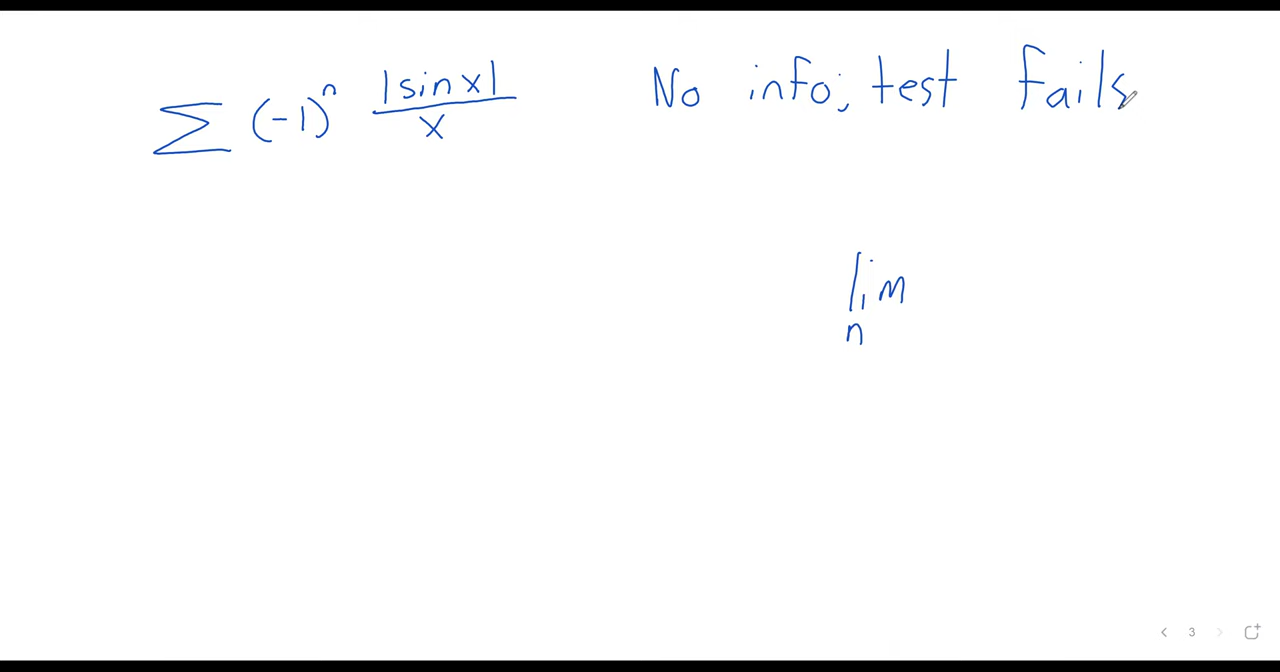 ∑ (-1)^n |sin x|/x No info; test fails
lim
n
3